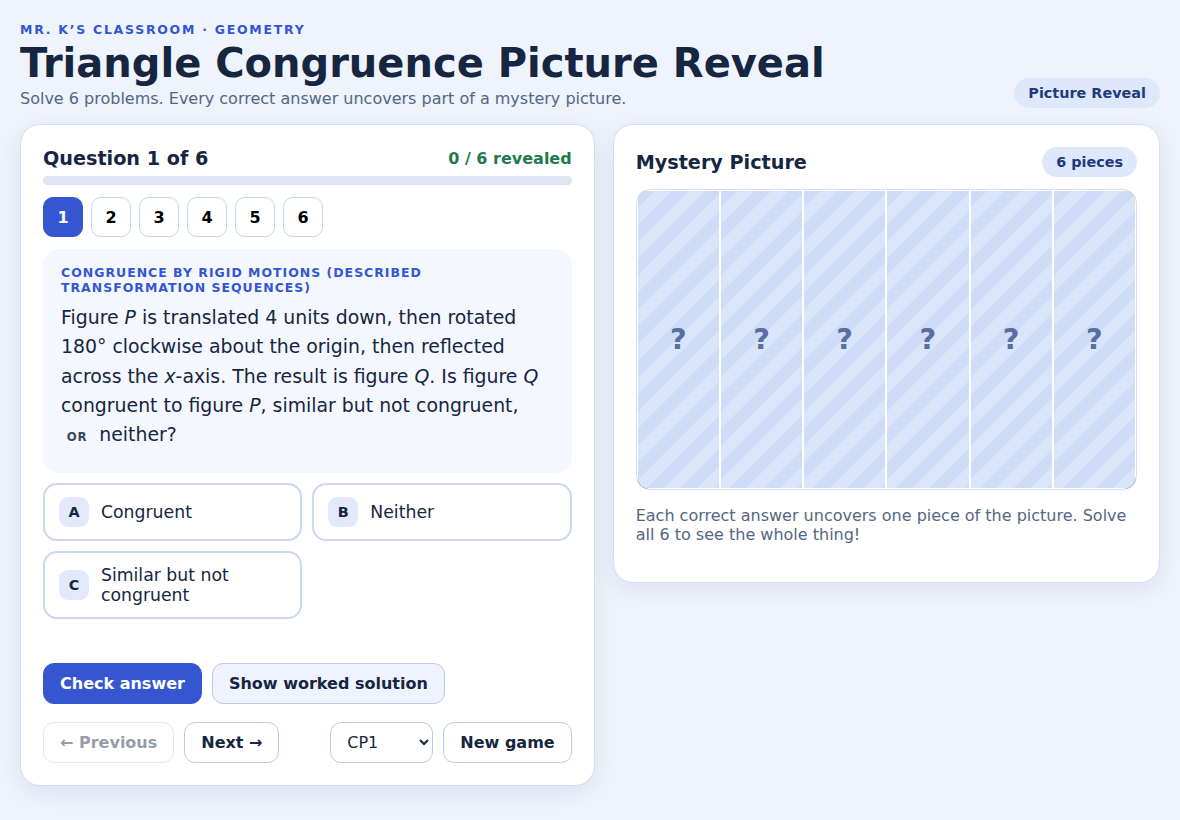 MR. K’S CLASSROOM · GEOMETRY
Triangle Congruence Picture Reveal
Solve 6 problems. Every correct answer uncovers part of a mystery picture.
Picture Reveal
Question 1 of 6
0 / 6 revealed
1 2 3 4 5 6
CONGRUENCE BY RIGID MOTIONS (DESCRIBED
TRANSFORMATION SEQUENCES)
Figure P is translated 4 units down, then rotated
180° clockwise about the origin, then reflected
across the x-axis. The result is figure Q. Is figure Q
congruent to figure P, similar but not congruent,
OR neither?
A Congruent
B Neither
C Similar but not
congruent
Check answer
Show worked solution
← Previous
Next →
CP1
New game
Mystery Picture
6 pieces
? ? ? ? ? ?
Each correct answer uncovers one piece of the picture. Solve
all 6 to see the whole thing!